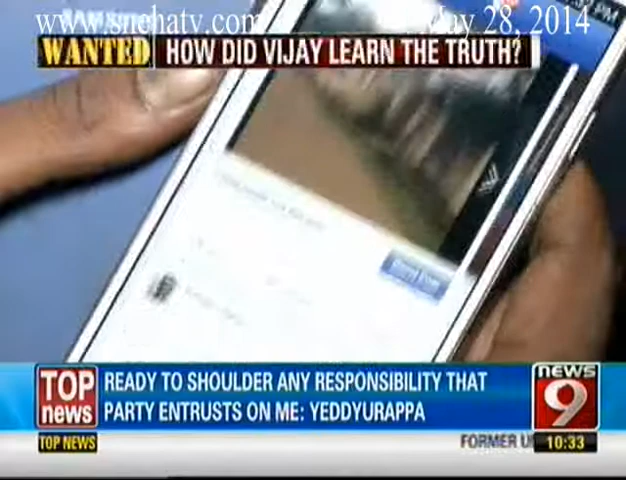 www.snehatv.com
May 28, 2014
WANTED HOW DID VIJAY LEARN THE TRUTH?
TOP news
READY TO SHOULDER ANY RESPONSIBILITY THAT
PARTY ENTRUSTS ON ME: YEDDYURAPPA
NEWS 9
TOP NEWS
FORMER
10:33